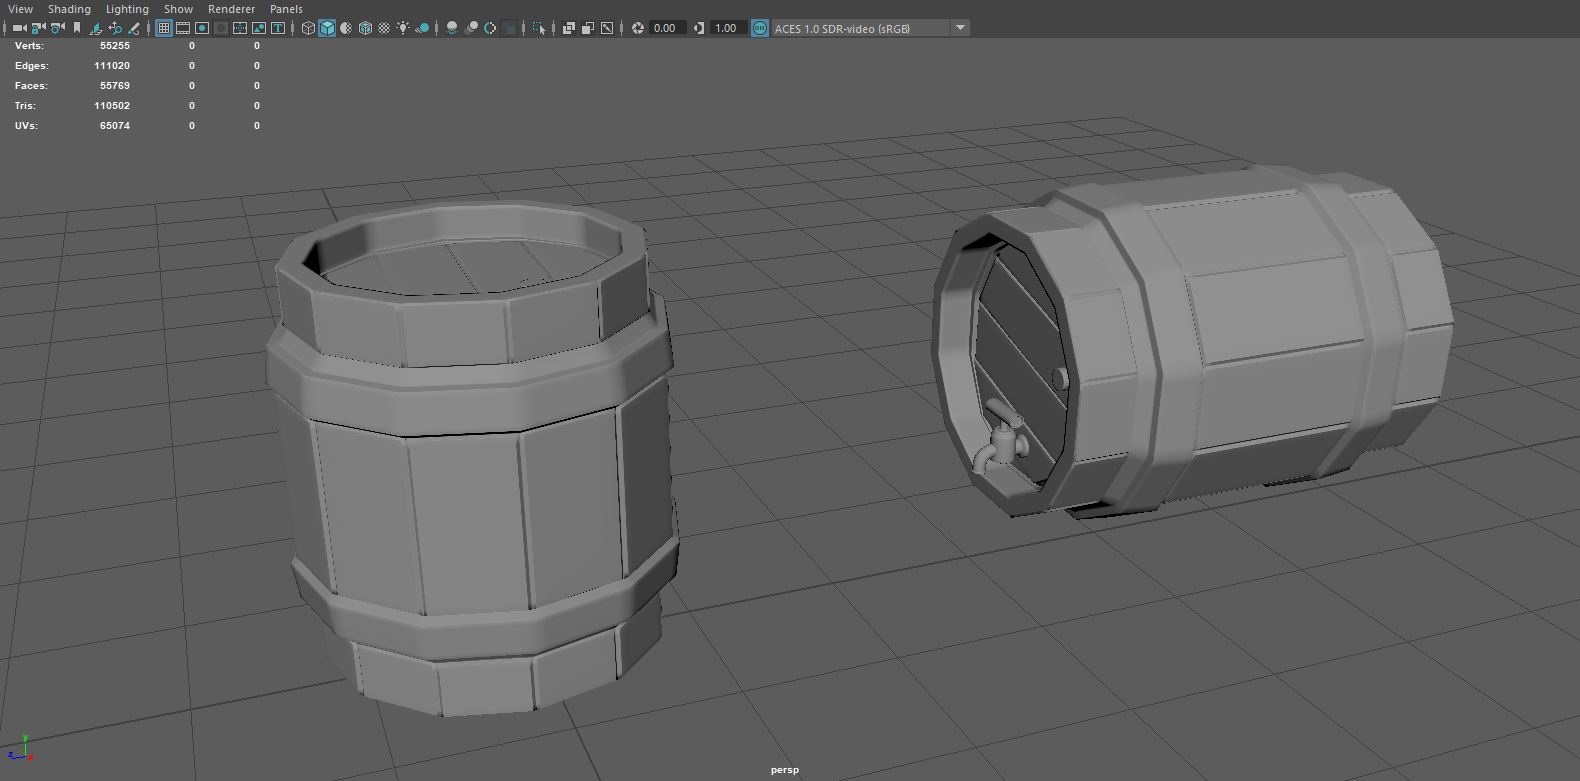 View Shading Lighting Show Renderer Panels
0.00 1.00 ON ACES 1.0 SDR-video (sRGB)
Verts: 55255 0 0
Edges: 111020 0 0
Faces: 55769 0 0
Tris: 110502 0 0
UVs: 65074 0 0
y
z x
persp